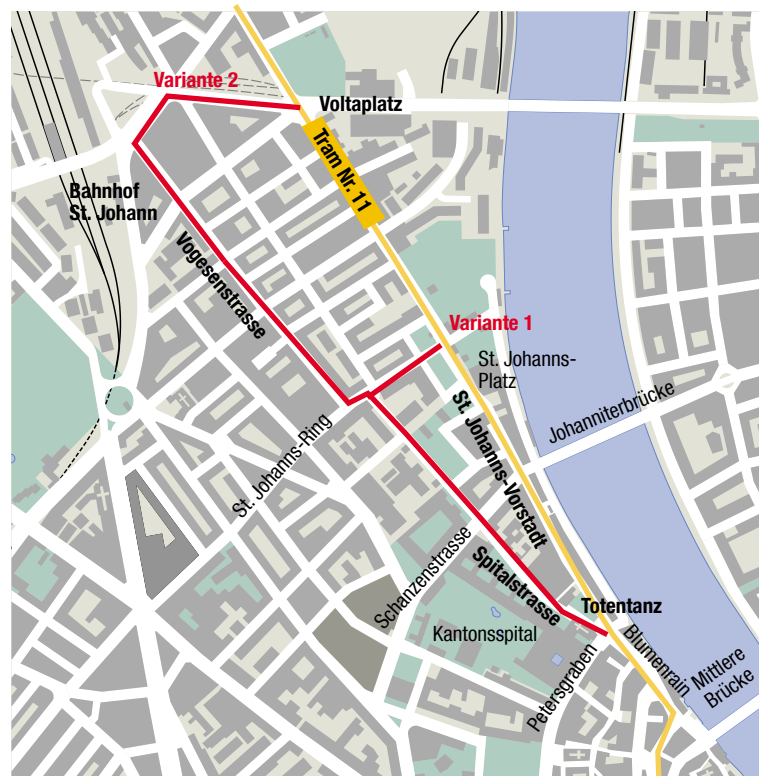 Variante 2
Voltaplatz
Tram Nr. 11
Bahnhof
St. Johann
Vogesenstrasse
Variante 1
St. Johanns-
Platz
St. Johanns-Ring
St. Johanns-Vorstadt
Johanniterbrücke
Schanzenstrasse
Spitalstrasse
Totentanz
Kantonsspital
Petersgraben
Blumenrain
Mittlere
Brücke